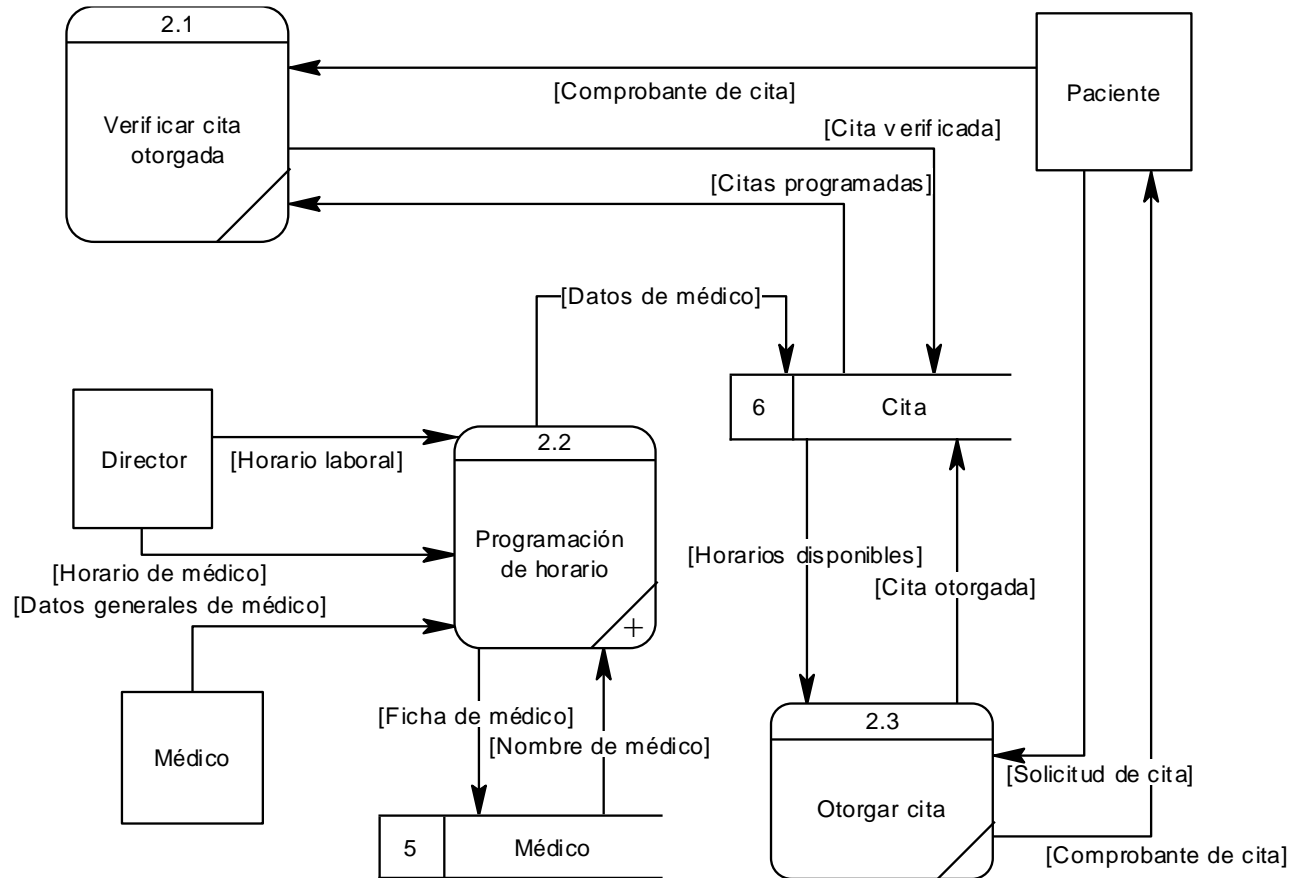 2.1
Verificar cita
otorgada
[Comprobante de cita]
Paciente
[Cita verificada]
[Citas programadas]
[Datos de médico]
6
Cita
Director
[Horario laboral]
2.2
Programación
de horario
+
[Horario de médico]
[Datos generales de médico]
[Horarios disponibles]
[Cita otorgada]
Médico
[Ficha de médico]
[Nombre de médico]
2.3
Otorgar cita
[Solicitud de cita]
[Comprobante de cita]
5
Médico